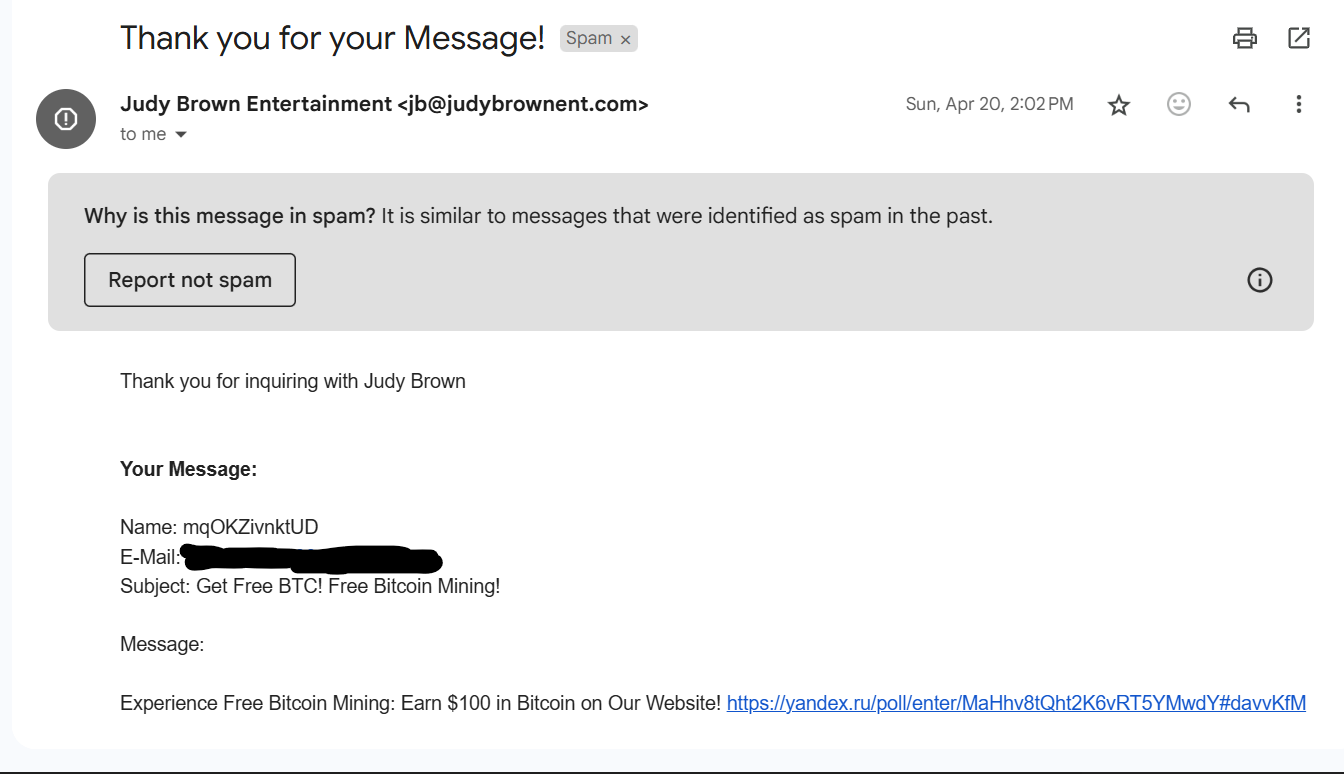 Thank you for your Message! Spam ×
Judy Brown Entertainment <jb@judybrownent.com> Sun, Apr 20, 2:02 PM
to me
Why is this message in spam? It is similar to messages that were identified as spam in the past.
Report not spam
Thank you for inquiring with Judy Brown
Your Message:
Name: mqOKZivnktUD
E-Mail:
Subject: Get Free BTC! Free Bitcoin Mining!
Message:
Experience Free Bitcoin Mining: Earn $100 in Bitcoin on Our Website! https://yandex.ru/poll/enter/MaHhv8tQht2K6vRT5YMwdY#davvKfM